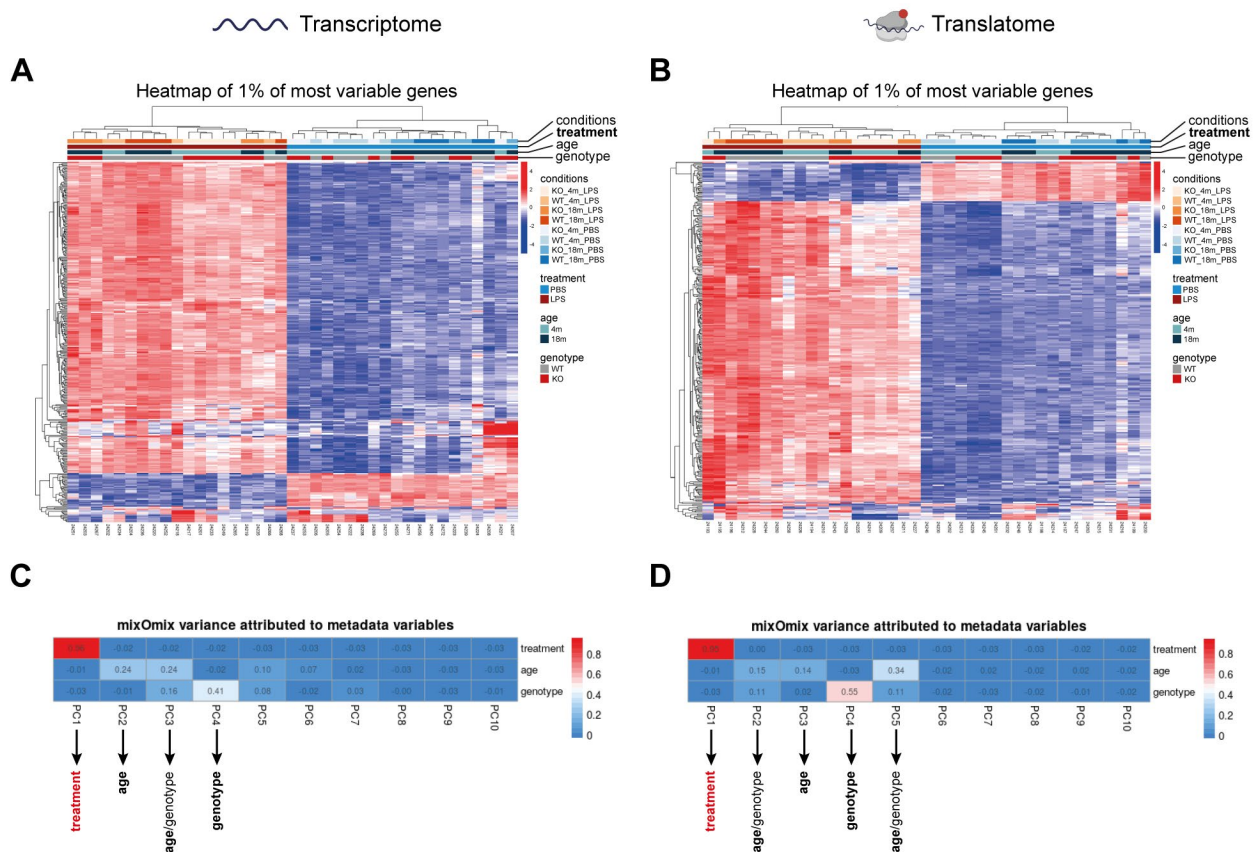 Transcriptome
Translatome
A
Heatmap of 1% of most variable genes
conditions
treatment
age
genotype
4
2
0
-2
-4
conditions
KO_4m_LPS
WT_4m_LPS
KO_18m_LPS
WT_18m_LPS
KO_4m_PBS
WT_4m_PBS
KO_18m_PBS
WT_18m_PBS
treatment
PBS
LPS
age
4m
18m
genotype
WT
KO
B
Heatmap of 1% of most variable genes
conditions
treatment
age
genotype
4
2
0
-2
-4
conditions
KO_4m_LPS
WT_4m_LPS
KO_18m_LPS
WT_18m_LPS
KO_4m_PBS
WT_4m_PBS
KO_18m_PBS
WT_18m_PBS
treatment
PBS
LPS
age
4m
18m
genotype
WT
KO
C
mixOmix variance attributed to metadata variables
-0.02 -0.02 -0.02 -0.02 -0.03 -0.03 -0.03 -0.03 -0.03 treatment
-0.01 0.24 0.24 -0.02 0.10 0.07 0.02 -0.03 -0.03 -0.03 age
-0.03 -0.01 0.16 0.41 0.08 -0.02 0.03 -0.00 -0.03 -0.01 genotype
PC1 PC2 PC3 PC4 PC5 PC6 PC7 PC8 PC9 PC10
0.8
0.6
0.4
0.2
0
treatment
age
age/genotype
genotype
D
mixOmix variance attributed to metadata variables
0.00 -0.03 -0.03 -0.03 -0.03 -0.03 -0.03 -0.03 -0.03 treatment
-0.01 0.15 0.14 -0.03 0.34 -0.02 0.02 -0.02 0.02 -0.02 age
-0.03 0.11 -0.02 0.55 0.11 -0.02 -0.03 -0.02 -0.01 -0.02 genotype
PC1 PC2 PC3 PC4 PC5 PC6 PC7 PC8 PC9 PC10
0.8
0.6
0.4
0.2
0
treatment
age/genotype
age
genotype
age/genotype